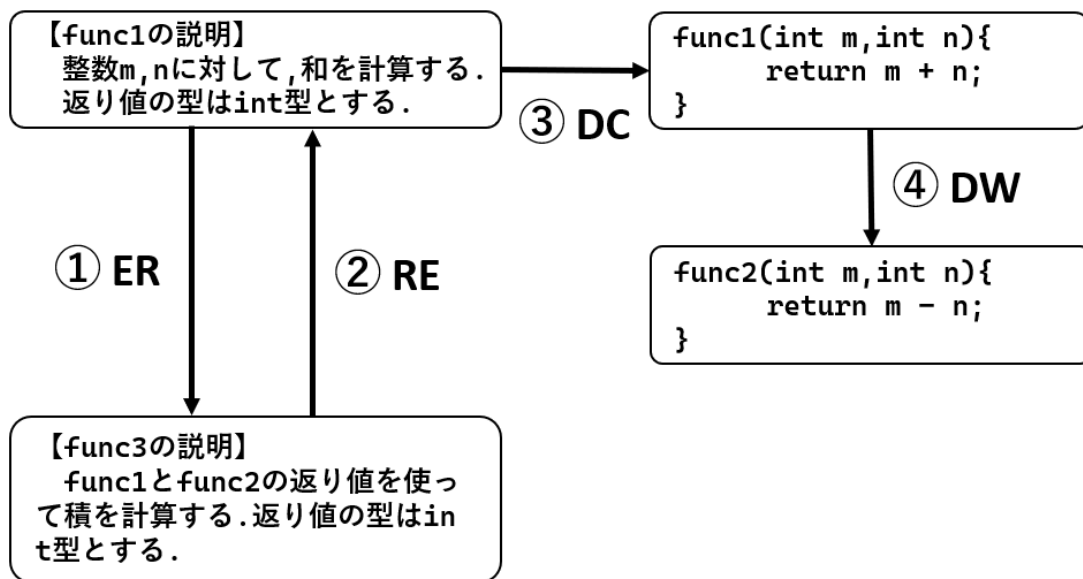 【func1の説明】
整数m,nに対して,和を計算する.
返り値の型はint型とする.
func1(int m,int n){
return m + n;
}
③ DC
④ DW
① ER
② RE
func2(int m,int n){
return m - n;
}
【func3の説明】
func1とfunc2の返り値を使っ
て積を計算する.返り値の型はin
t型とする.